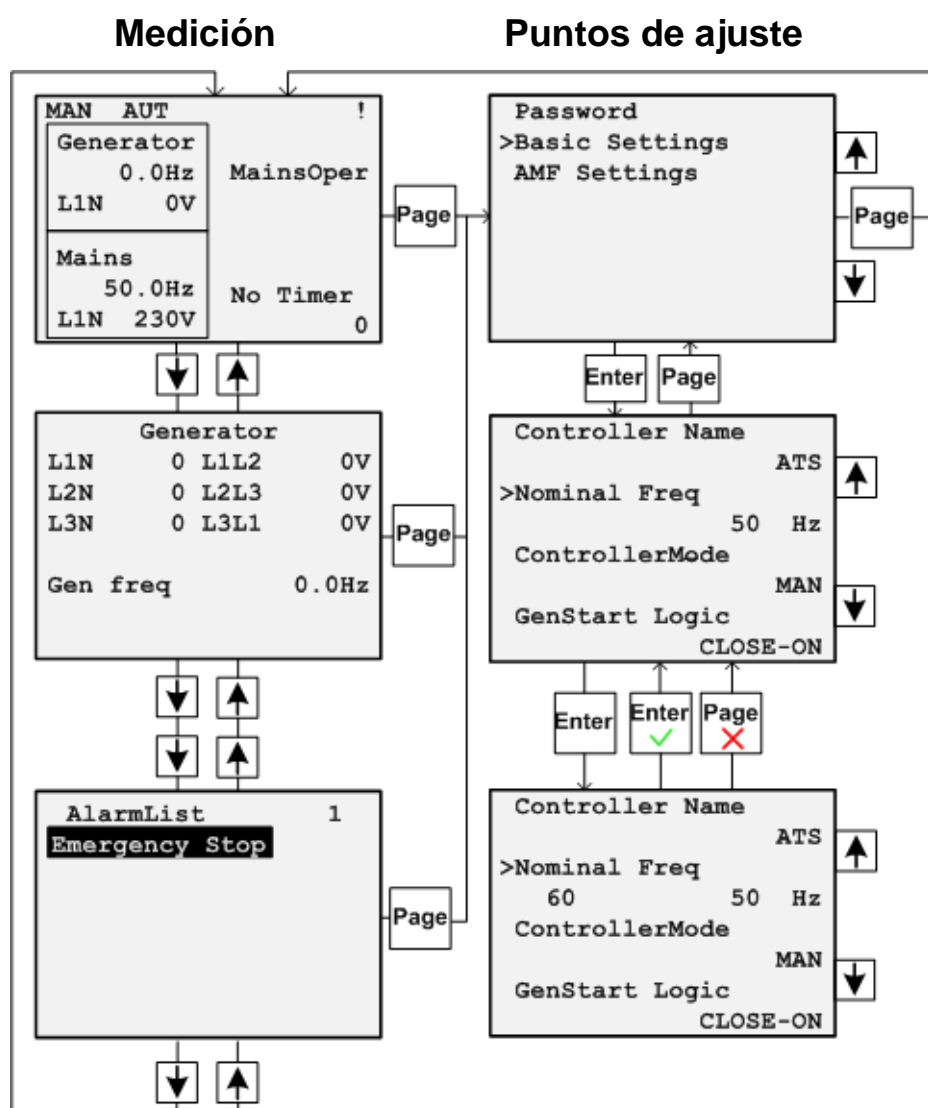 Medición
Puntos de ajuste
MAN AUT !
Generator
0.0Hz
L1N 0V
MainsOper
Mains
50.0Hz
L1N 230V
No Timer
0
Page
Generator
L1N 0 L1L2 0V
L2N 0 L2L3 0V
L3N 0 L3L1 0V
Gen freq 0.0Hz
Page
AlarmList 1
Emergency Stop
Page
Password
>Basic Settings
AMF Settings
Page
Enter
Page
Controller Name
ATS
>Nominal Freq
50 Hz
ControllerMode
MAN
GenStart Logic
CLOSE-ON
Enter
Enter
Page
Controller Name
ATS
>Nominal Freq
60 50 Hz
ControllerMode
MAN
GenStart Logic
CLOSE-ON